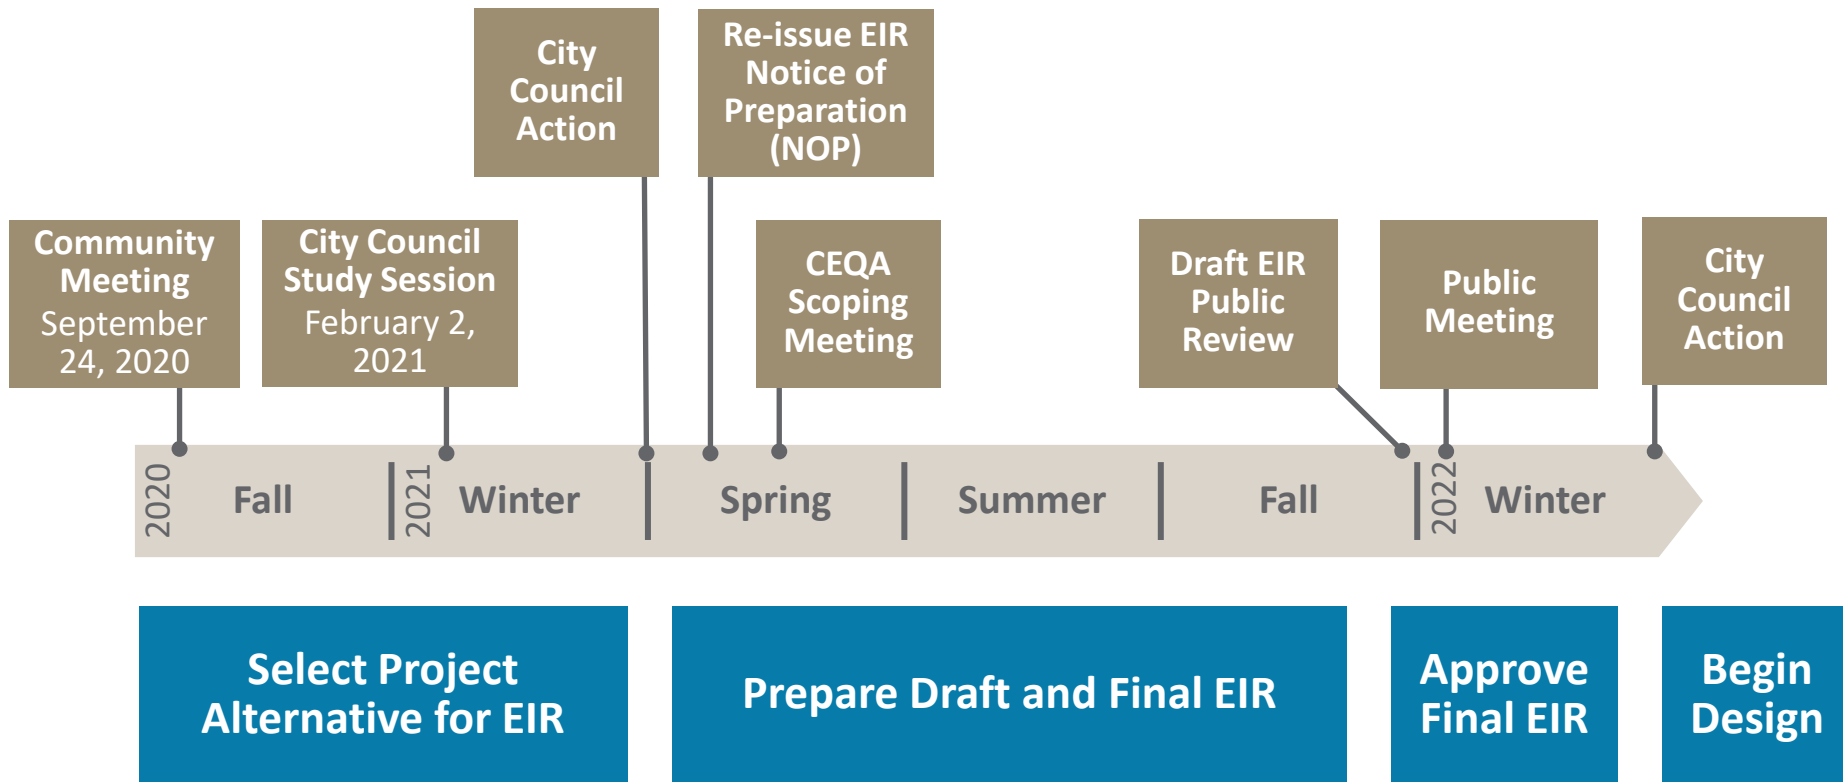 City
Council
Action
Re-issue EIR
Notice of
Preparation
(NOP)
Community
Meeting
September
24, 2020
City Council
Study Session
February 2,
2021
CEQA
Scoping
Meeting
Draft EIR
Public
Review
Public
Meeting
City
Council
Action
2020
Fall
2021
Winter
Spring
Summer
Fall
2022
Winter
Select Project
Alternative for EIR
Prepare Draft and Final EIR
Approve
Final EIR
Begin
Design